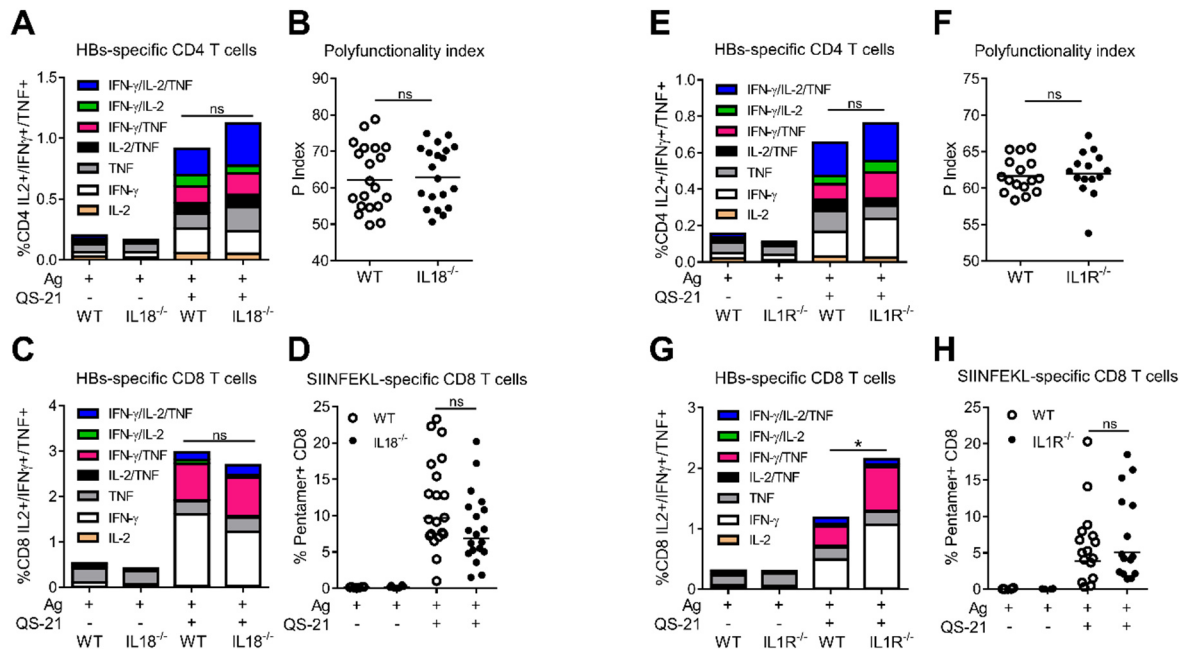 A
HBs-specific CD4 T cells
%CD4 IL2+/IFNγ+/TNF+
1.5
1.0
0.5
0.0
IFN-γ/IL-2/TNF
IFN-γ/IL-2
IFN-γ/TNF
IL-2/TNF
TNF
IFN-γ
IL-2
ns
Ag + + + +
QS-21 - - + +
WT IL18-/- WT IL18-/-
B
Polyfunctionality index
P Index
90
80
70
60
50
40
ns
WT IL18-/-
C
HBs-specific CD8 T cells
%CD8 IL2+/IFNγ+/TNF+
4
3
2
1
0
IFN-γ/IL-2/TNF
IFN-γ/IL-2
IFN-γ/TNF
IL-2/TNF
TNF
IFN-γ
IL-2
ns
Ag + + + +
QS-21 - - + +
WT IL18-/- WT IL18-/-
D
SIINFEKL-specific CD8 T cells
% Pentamer+ CD8
25
20
15
10
5
0
WT
IL18-/-
ns
Ag + + + +
QS-21 - - + +
E
HBs-specific CD4 T cells
%CD4 IL2+/IFNγ+/TNF+
1.0
0.8
0.6
0.4
0.2
0.0
IFN-γ/IL-2/TNF
IFN-γ/IL-2
IFN-γ/TNF
IL-2/TNF
TNF
IFN-γ
IL-2
ns
Ag + + + +
QS-21 - - + +
WT IL1R-/- WT IL1R-/-
F
Polyfunctionality index
P Index
75
70
65
60
55
50
ns
WT IL1R-/-
G
HBs-specific CD8 T cells
%CD8 IL2+/IFNγ+/TNF+
3
2
1
0
IFN-γ/IL-2/TNF
IFN-γ/IL-2
IFN-γ/TNF
IL-2/TNF
TNF
IFN-γ
IL-2
*
Ag + + + +
QS-21 - - + +
WT IL1R-/- WT IL1R-/-
H
SIINFEKL-specific CD8 T cells
% Pentamer+ CD8
25
20
15
10
5
0
WT
IL1R-/-
ns
Ag + + + +
QS-21 - - + +